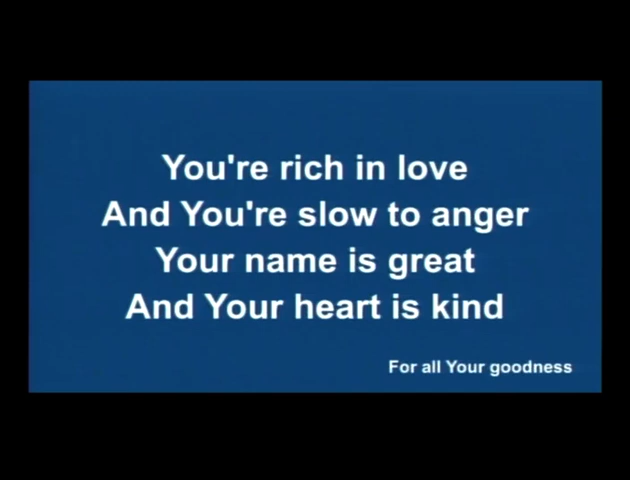 You're rich in love
And You're slow to anger
Your name is great
And Your heart is kind
For all Your goodness